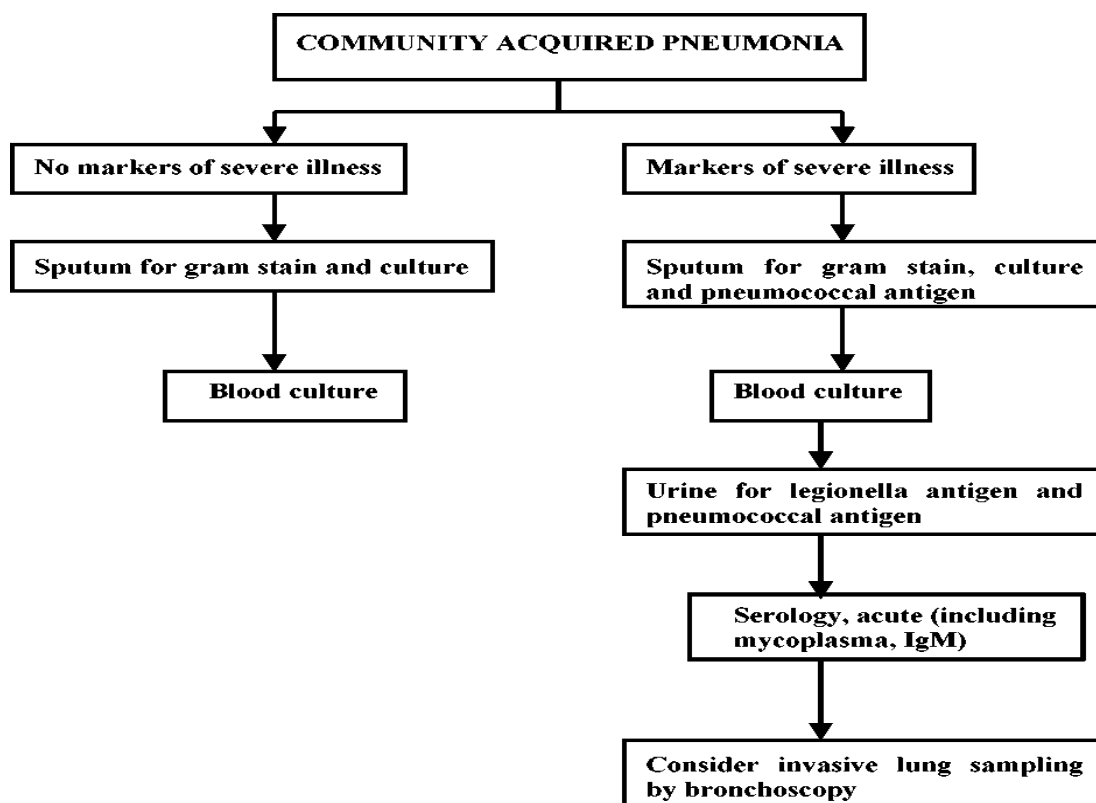 COMMUNITY ACQUIRED PNEUMONIA
No markers of severe illness
Markers of severe illness
Sputum for gram stain and culture
Sputum for gram stain, culture
and pneumococcal antigen
Blood culture
Blood culture
Urine for legionella antigen and
pneumococcal antigen
Serology, acute (including
mycoplasma, IgM)
Consider invasive lung sampling
by bronchoscopy